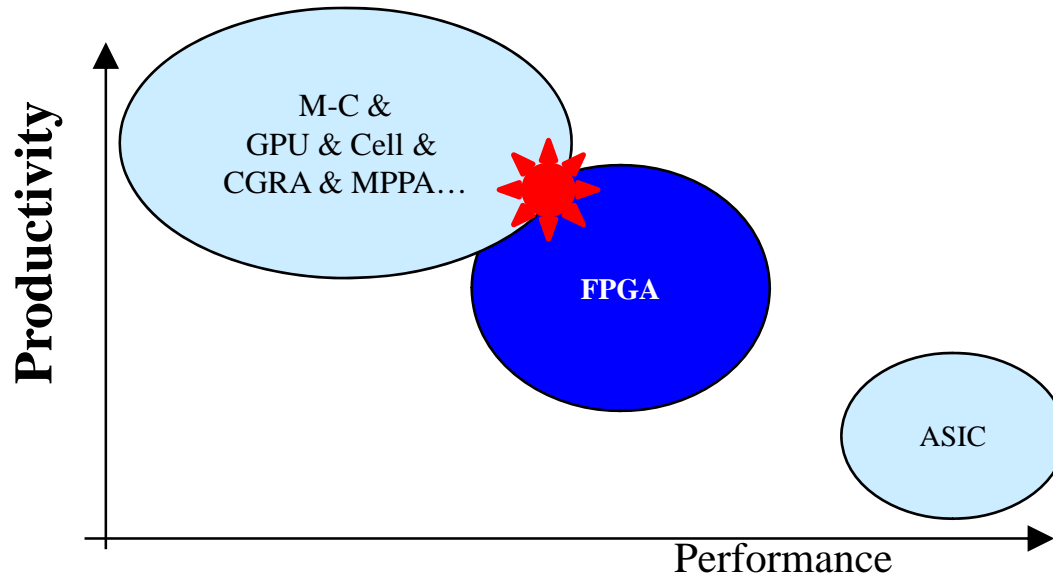 Productivity
M-C &
GPU & Cell &
CGRA & MPPA…
FPGA
ASIC
Performance